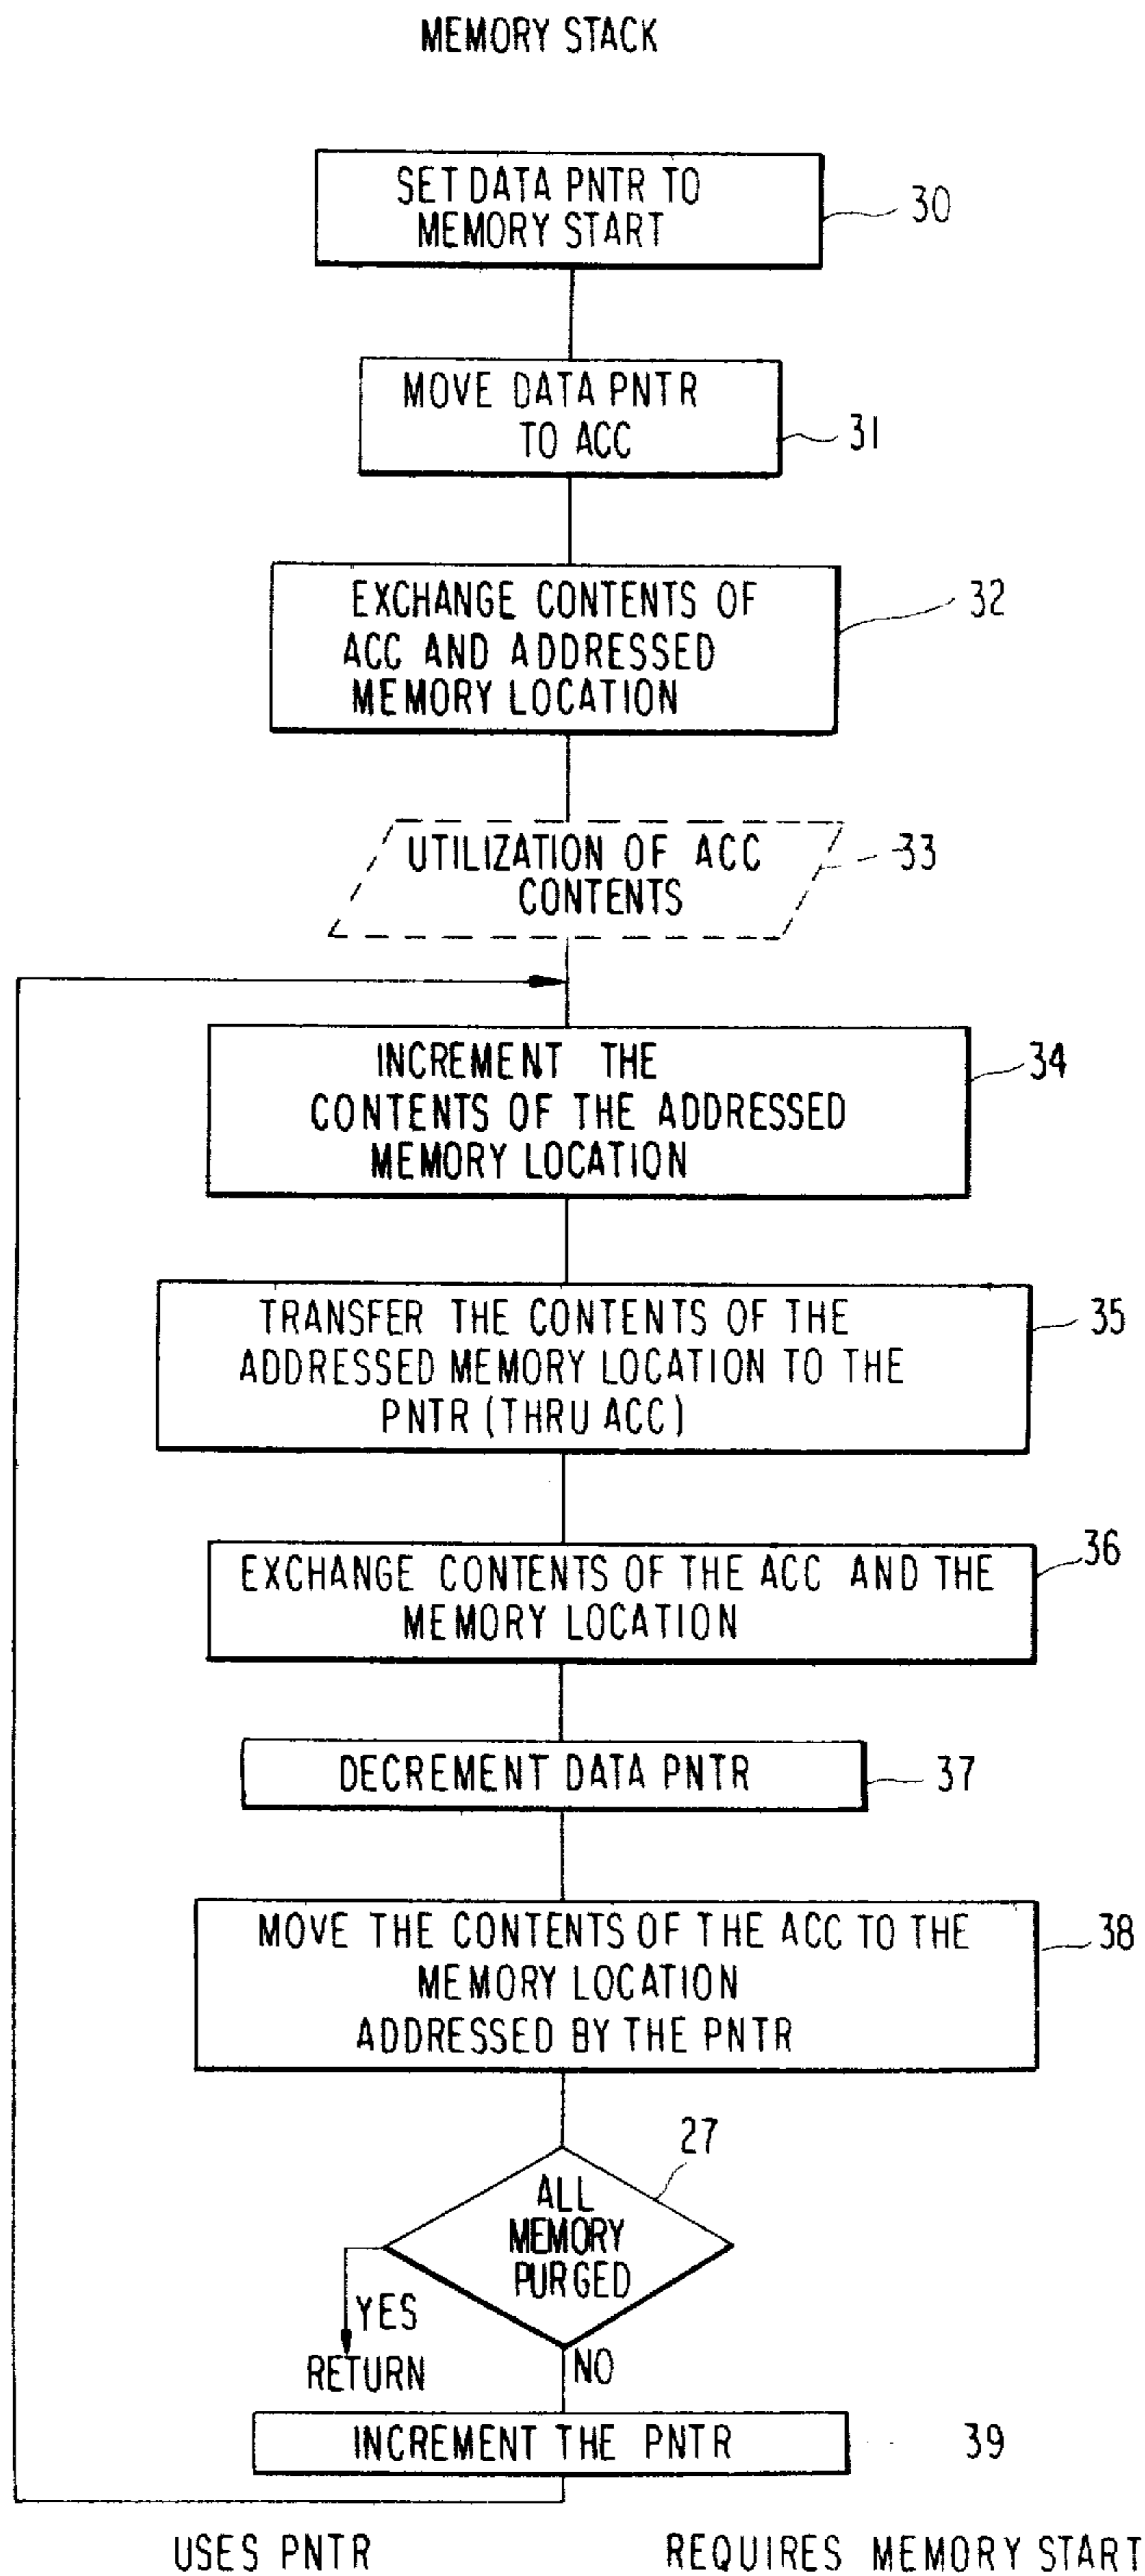 MEMORY STACK
SET DATA PNTR TO
MEMORY START
30
MOVE DATA PNTR
TO ACC
31
EXCHANGE CONTENTS OF
ACC AND ADDRESSED
MEMORY LOCATION
32
UTILIZATION OF ACC
CONTENTS
33
INCREMENT THE
CONTENTS OF THE ADDRESSED
MEMORY LOCATION
34
TRANSFER THE CONTENTS OF THE
ADDRESSED MEMORY LOCATION TO THE
PNTR (THRU ACC)
35
EXCHANGE CONTENTS OF THE ACC AND THE
MEMORY LOCATION
36
DECREMENT DATA PNTR
37
MOVE THE CONTENTS OF THE ACC TO THE
MEMORY LOCATION
ADDRESSED BY THE PNTR
38
27
ALL
MEMORY
PURGED
YES
RETURN
NO
INCREMENT THE PNTR
39
USES PNTR
REQUIRES MEMORY START